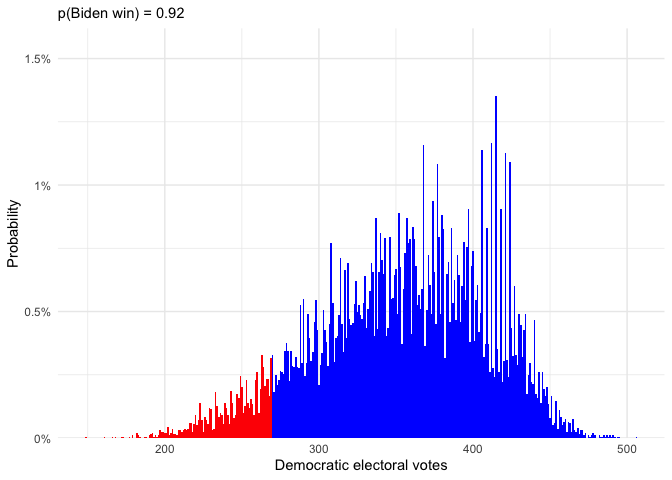 p(Biden win) = 0.92
1.5%
1%
0.5%
0%
Probability
200
300
400
500
Democratic electoral votes